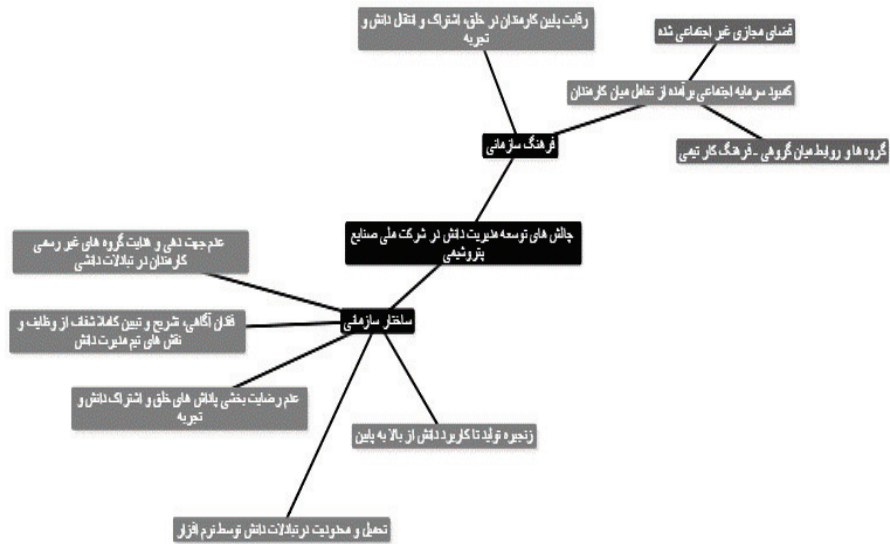 رقابت پایین کارمندان در خلق، اشتراک و انتقال دانش و
تجربه
فضای مجازی غیر اجتماعی شده
کمبود سرمایه اجتماعی برآمده از تعامل میان کارمندان
گروه ها و روابط میان گروهی - فرهنگ کار تیمی
فرهنگ سازمانی
چالش های توسعه مدیریت دانش در شرکت ملی صنایع
پتروشیمی
ساختار سازمانی
عدم جهت دهی و هدایت گروه های غیر رسمی
کارمندان در تبادلات دانشی
فقدان آگاهی، تشریح و تبیین کاملا شفاف از وظایف و
نقش های تیم مدیریت دانش
عدم رضایت بخشی پاداش های خلق و اشتراک دانش و
تجربه
زنجیره تولید تا کاربرد دانش از بالا به پایین
تحمیل و محدودیت در تبادلات دانش توسط نرم افزار